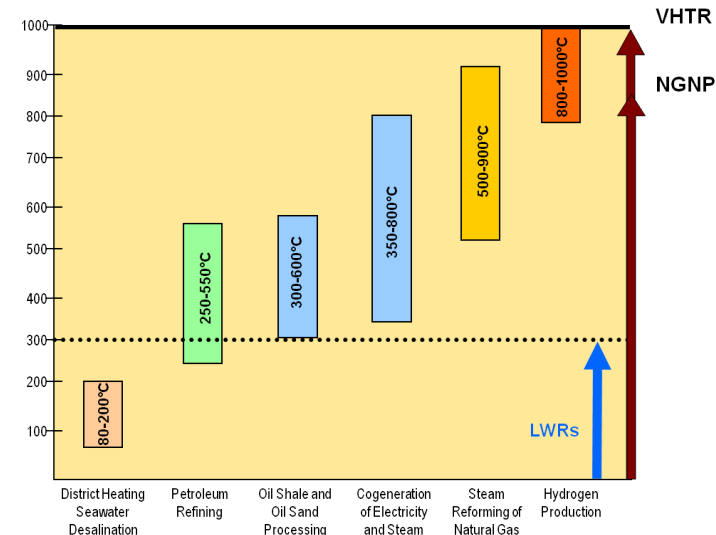 VHTR
NGNP
1000
900
800
700
600
500
400
300
200
100
80-200°C
250-550°C
300-600°C
350-800°C
500-900°C
800-1000°C
LWRs
District Heating
Seawater
Desalination
Petroleum
Refining
Oil Shale and
Oil Sand
Processing
Cogeneration
of Electricity
and Steam
Steam
Reforming of
Natural Gas
Hydrogen
Production